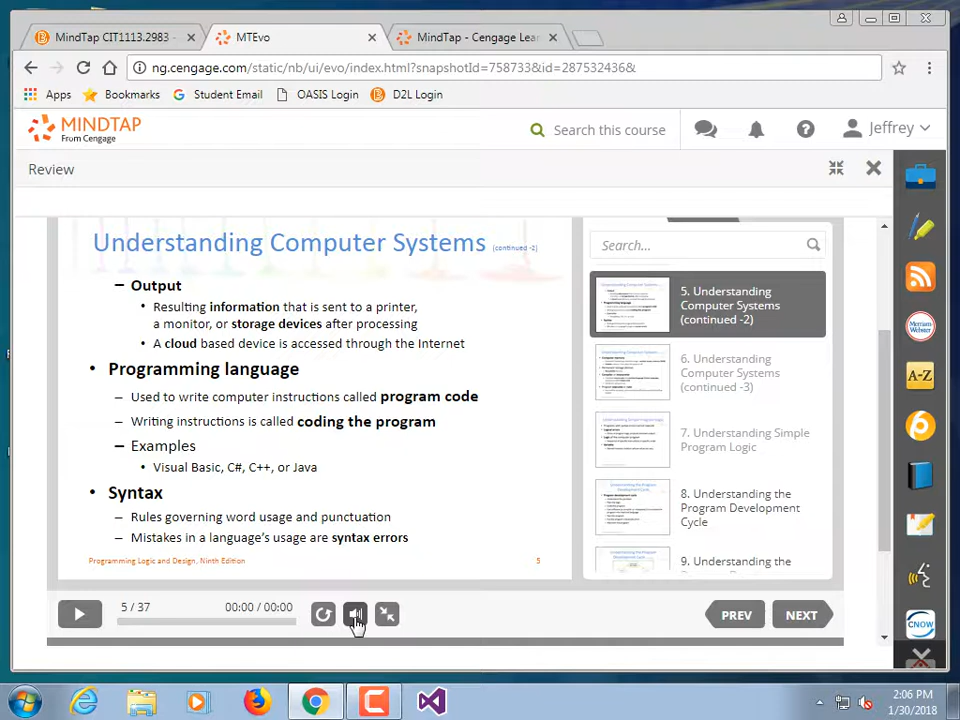 MindTap CIT1113.2983 -
MTEvo
MindTap - Cengage Lear
ng.cengage.com/static/nb/ui/evo/index.html?snapshotId=758733&id=287532436&
Apps
Bookmarks
Student Email
OASIS Login
D2L Login
MINDTAP
From Cengage
Search this course
Jeffrey
Review
Understanding Computer Systems (continued -2)
– Output
• Resulting information that is sent to a printer,
a monitor, or storage devices after processing
• A cloud based device is accessed through the Internet
• Programming language
– Used to write computer instructions called program code
– Writing instructions is called coding the program
– Examples
• Visual Basic, C#, C++, or Java
• Syntax
– Rules governing word usage and punctuation
– Mistakes in a language's usage are syntax errors
Programming Logic and Design, Ninth Edition
5
Search...
5. Understanding
Computer Systems
(continued -2)
6. Understanding
Computer Systems
(continued -3)
7. Understanding Simple
Program Logic
8. Understanding the
Program Development
Cycle
9. Understanding the
Merriam-
Webster
A-Z
CNOW
5 / 37
00:00 / 00:00
PREV
NEXT
2:06 PM
1/30/2018